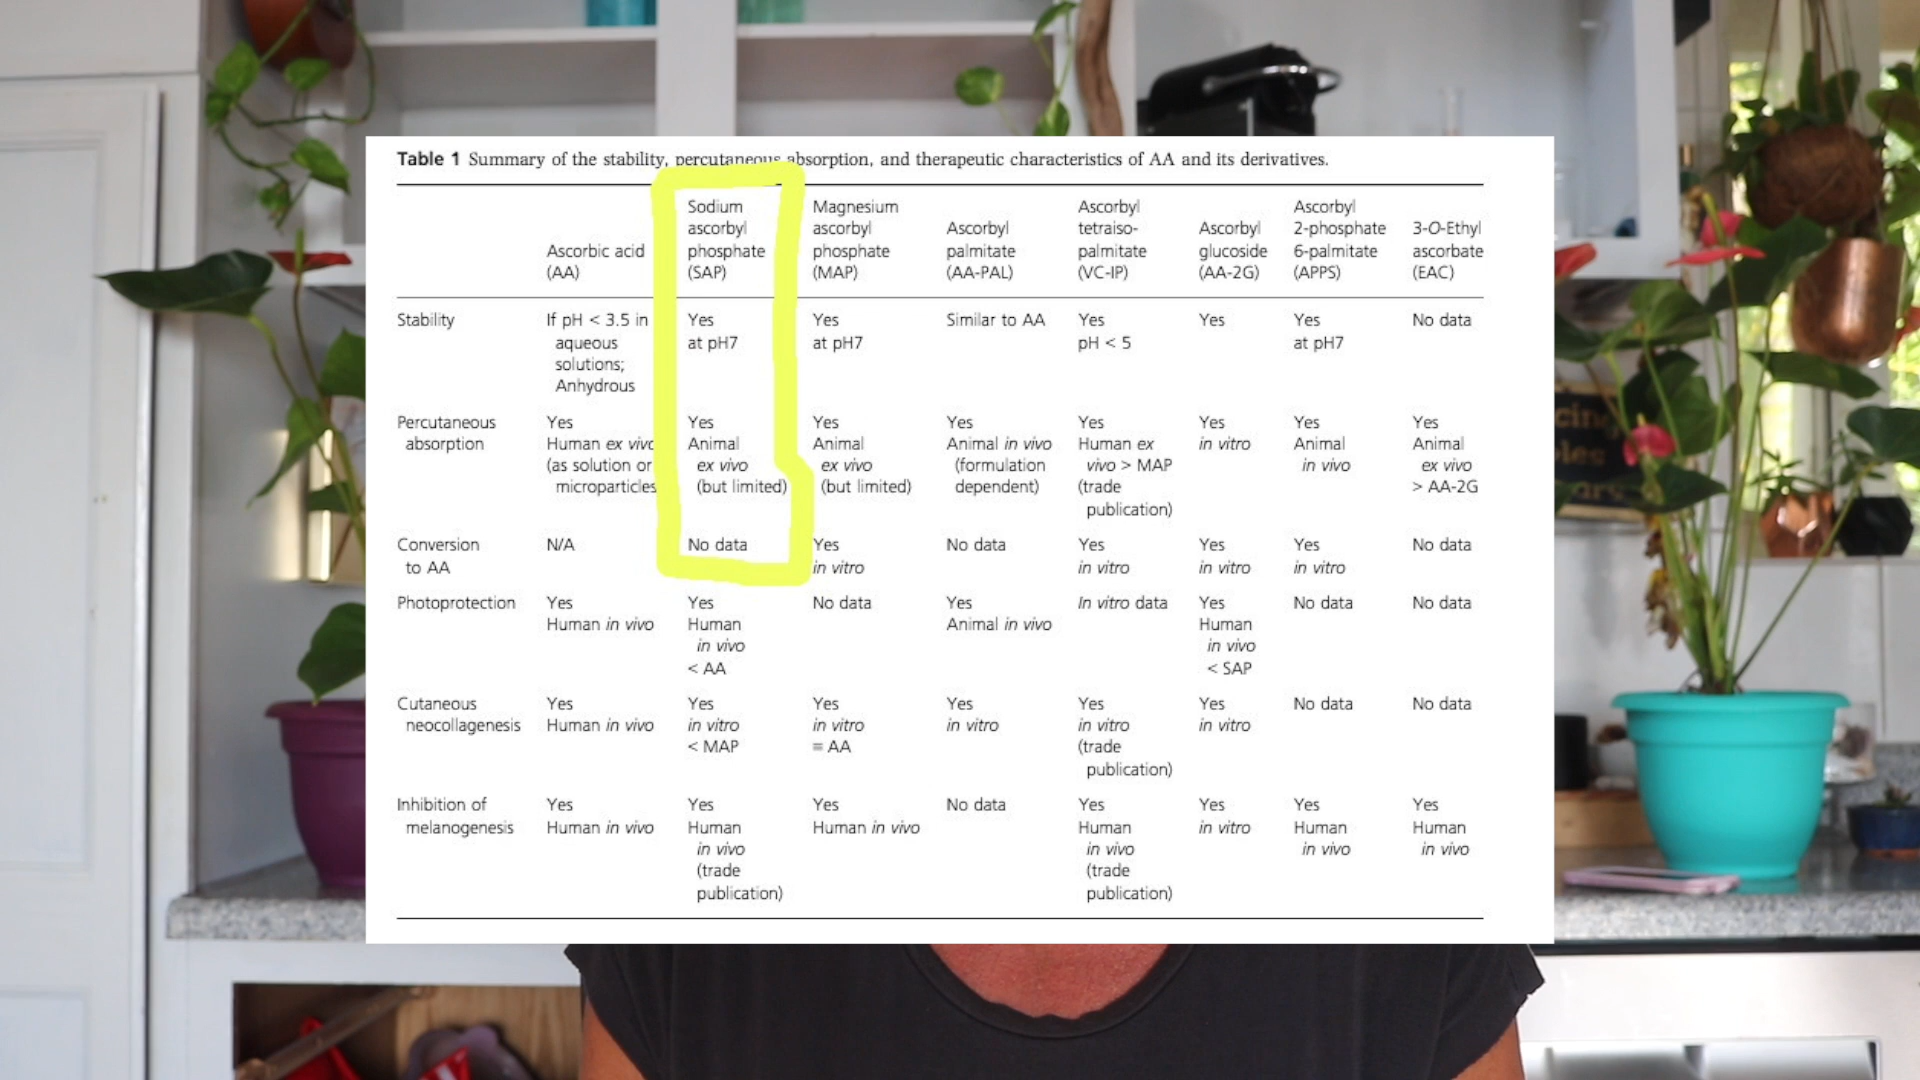 Table 1 Summary of the stability, percutaneous absorption, and therapeutic characteristics of AA and its derivatives.
Ascorbic acid (AA)
Sodium ascorbyl phosphate (SAP)
Magnesium ascorbyl phosphate (MAP)
Ascorbyl palmitate (AA-PAL)
Ascorbyl tetraiso-palmitate (VC-IP)
Ascorbyl glucoside (AA-2G)
Ascorbyl 2-phosphate 6-palmitate (APPS)
3-O-Ethyl ascorbate (EAC)
Stability
If pH < 3.5 in aqueous solutions; Anhydrous
Yes at pH7
Yes at pH7
Similar to AA
Yes pH < 5
Yes
Yes at pH7
No data
Percutaneous absorption
Yes Human ex vivo (as solution or microparticles
Yes Animal ex vivo (but limited)
Yes Animal ex vivo (but limited)
Yes Animal in vivo (formulation dependent)
Yes Human ex vivo > MAP (trade publication)
Yes in vitro
Yes Animal in vivo
Yes Animal ex vivo > AA-2G
Conversion to AA
N/A
No data
Yes in vitro
No data
Yes in vitro
Yes in vitro
Yes in vitro
No data
Photoprotection
Yes Human in vivo
Yes Human in vivo < AA
No data
Yes Animal in vivo
In vitro data
Yes Human in vivo < SAP
No data
No data
Cutaneous neocollagenesis
Yes Human in vivo
Yes in vitro < MAP
Yes in vitro = AA
Yes in vitro
Yes in vitro (trade publication)
Yes in vitro
No data
No data
Inhibition of melanogenesis
Yes Human in vivo
Yes Human in vivo (trade publication)
Yes Human in vivo
No data
Yes Human in vivo (trade publication)
Yes in vitro
Yes Human in vivo
Yes Human in vivo